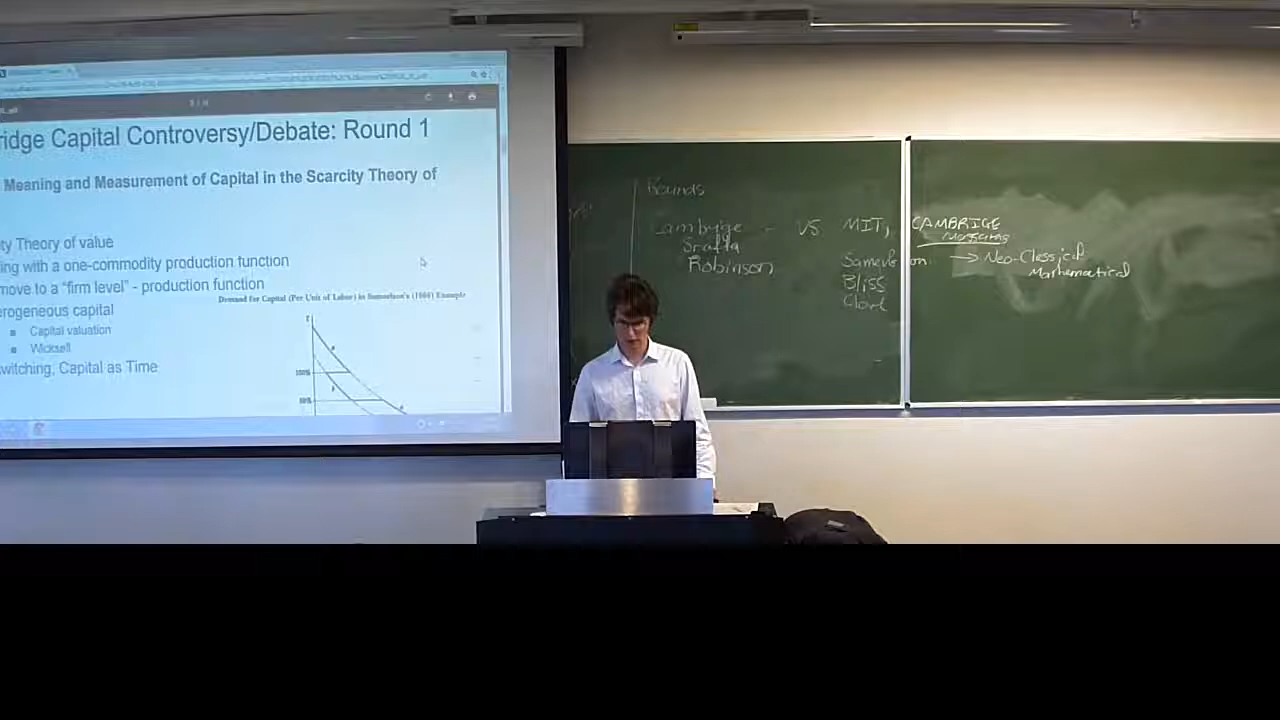 ridge Capital Controversy/Debate: Round 1
Meaning and Measurement of Capital in the Scarcity Theory of
ty Theory of value
ing with a one-commodity production function
move to a "firm level" - production function
erogeneous capital
Capital valuation
Wicksell
witching, Capital as Time
Demand for Capital (Per Unit of Labor) in Samuelson's (1966) Example
r
100%
50%
Rounds
Cambrige - VS MIT, CAMBRIGE
Sraffa
Robinson
Bliss
→ Neo-Classical
Mathematical